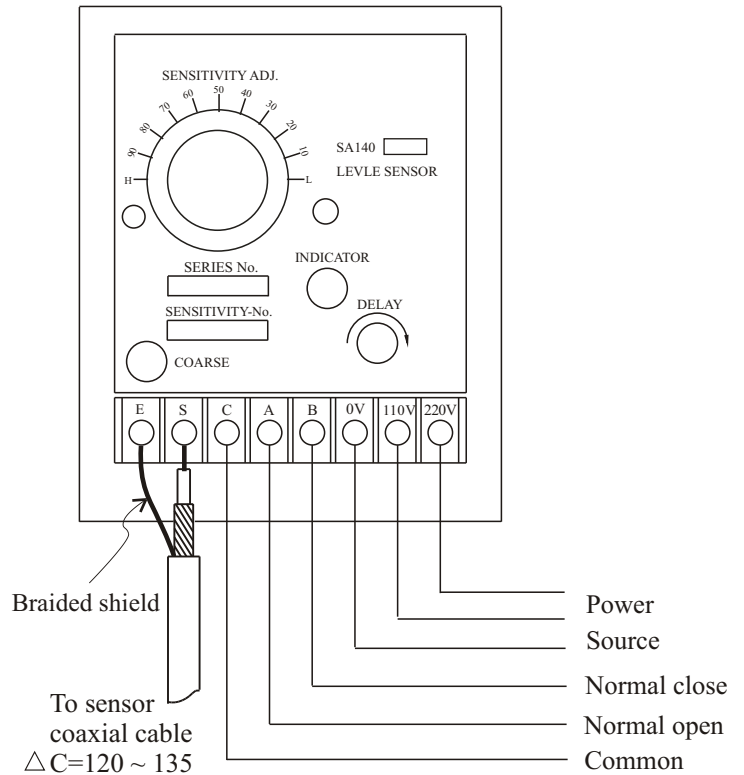 SENSITIVITY ADJ.
H 90 80 70 60 50 40 30 20 10 L
SA140
LEVLE SENSOR
SERIES No.
INDICATOR
SENSITIVITY-No.
DELAY
COARSE
E S C A B 0V 110V 220V
Braided shield
Power
Source
Normal close
Normal open
Common
To sensor
coaxial cable
△C=120 ~ 135